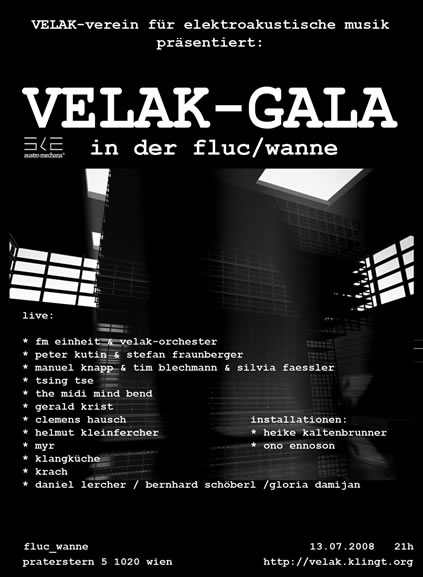 VELAK-verein für elektroakustische musik
präsentiert:
VELAK-GALA
SKE
austro mechana®
in der fluc/wanne
live:
* fm einheit & velak-orchester
* peter kutin & stefan fraunberger
* manuel knapp & tim blechmann & silvia faessler
* tsing tse
* the midi mind bend
* gerald krist
* clemens hausch
* helmut kleinfercher
* myr
* klangküche
* krach
* daniel lercher / bernhard schöberl /gloria damijan
installationen:
* heike kaltenbrunner
* ono ennoson
fluc_wanne
praterstern 5 1020 wien
13.07.2008 21h
http://velak.klingt.org